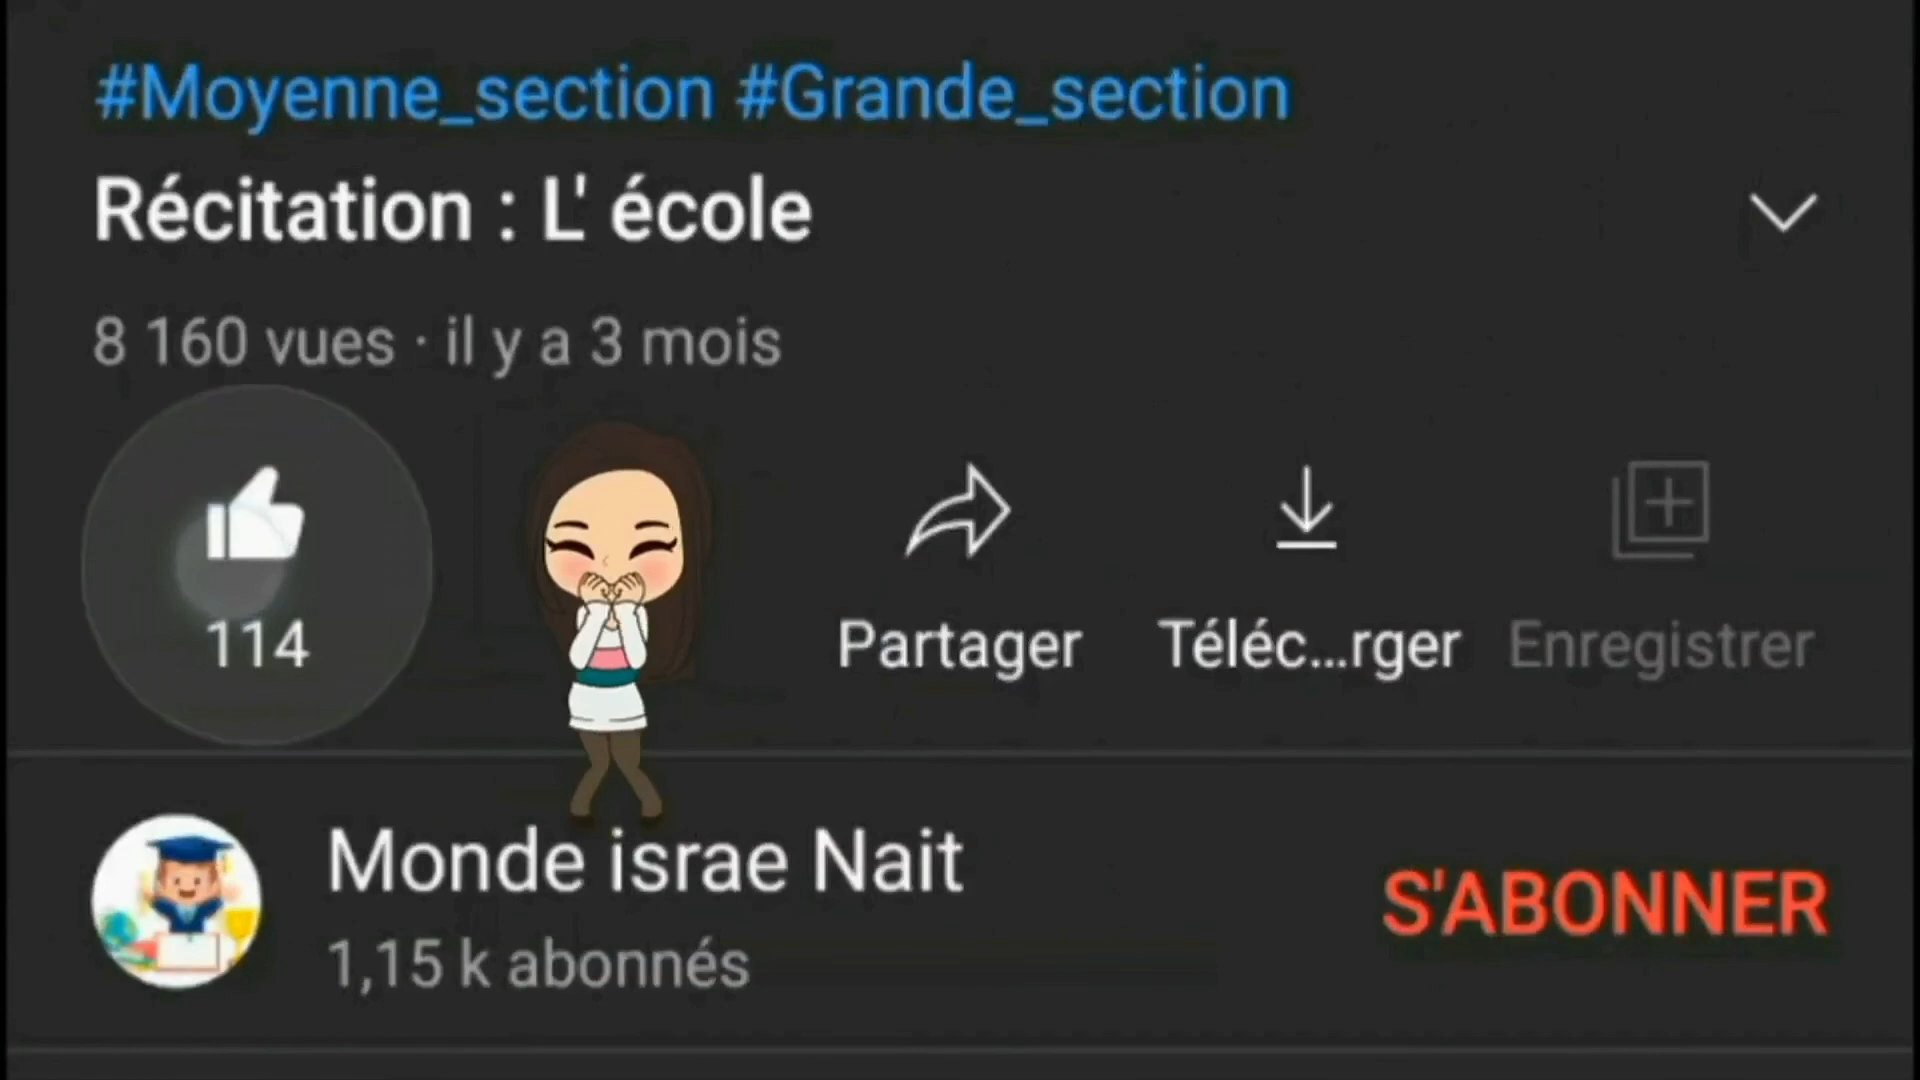 #Moyenne_section #Grande_section
Récitation : L' école
8 160 vues · il y a 3 mois
114
Partager
Téléc...rger
Enregistrer
Monde israe Nait
S'ABONNER
1,15 k abonnés